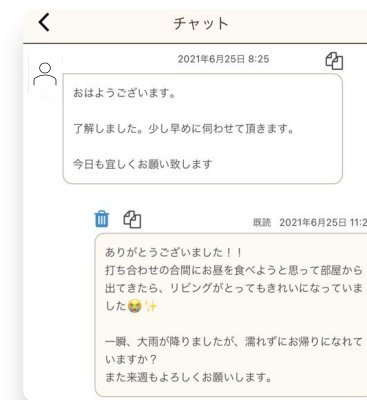 チャット
2021年6月25日 8:25
おはようございます。
了解しました。少し早めに伺わせて頂きます。
今日も宜しくお願い致します
既読 2021年6月25日 11:2
ありがとうございました！！
打ち合わせの合間にお昼を食べようと思って部屋から
出てきたら、リビングがとってもきれいになっていま
した😭✨
一瞬、大雨が降りましたが、濡れずにお帰りになれて
いますか？
また来週もよろしくお願いします。